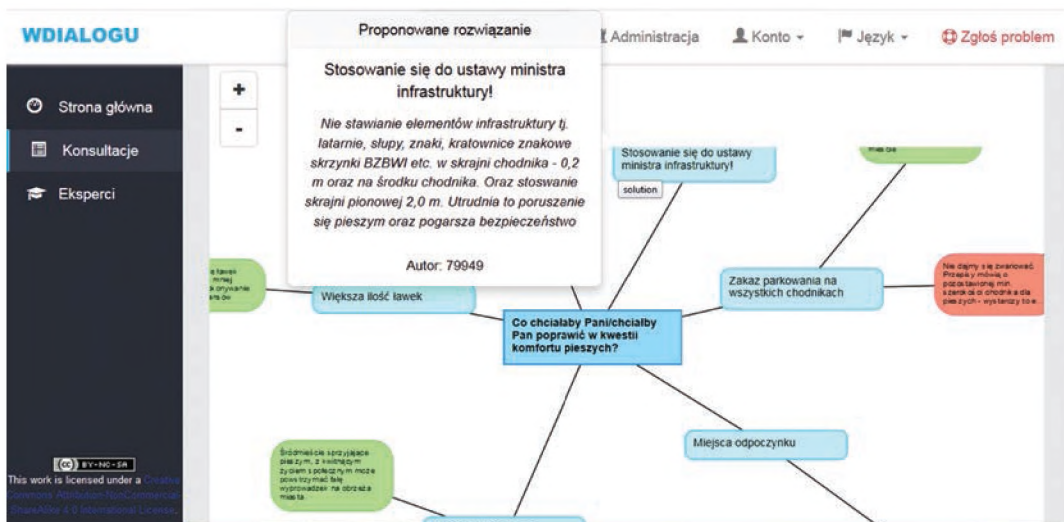 WDIALOGU
Administracja
Konto
Język
Zgłoś problem
Strona główna
Konsultacje
Eksperci
BY-NC-SA
This work is licensed under a Creative
Commons Attribution-NonCommercial-
ShareAlike 4.0 International License.
+
-
Proponowane rozwiązanie
Stosowanie się do ustawy ministra
infrastruktury!
Nie stawianie elementów infrastruktury tj.
latarnie, słupy, znaki, kratownice znakowe
skrzynki BZBWI etc. w skrajni chodnika - 0,2
m oraz na środku chodnika. Oraz stoswanie
skrajni pionowej 2,0 m. Utrudnia to poruszanie
się pieszym oraz pogarsza bezpieczeństwo
Autor: 79949
Stosowanie się do ustawy
ministra infrastruktury!
solution
ławek
mniej
Większa ilość ławek
Zakaz parkowania na
wszystkich chodnikach
Nie dajmy się zwariować.
Przepisy mówią o
pozostawionej min.
szerokości chodnika dla
pieszych - wystarczy to e...
Co chciałaby Pani/chciałby
Pan poprawić w kwestii
komfortu pieszych?
Miejsca odpoczynku
Śródmieście sprzyjające
pieszym, z kwitnącym
życiem społecznym może
powstrzymać falę
wyprowadzek na obrzeża
miasta.